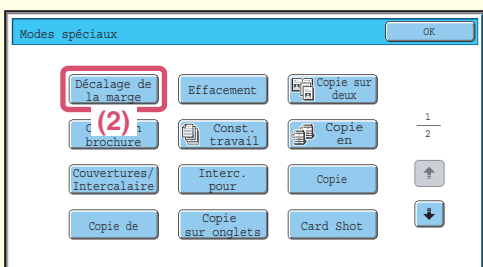 Modes spéciaux
OK
Décalage de
la marge
Effacement
Copie sur
deux
(2)
brochure
Const.
travail
Copie
en
1
2
Couvertures/
Intercalaire
Interc.
pour
Copie
Copie de
Copie
sur onglets
Card Shot